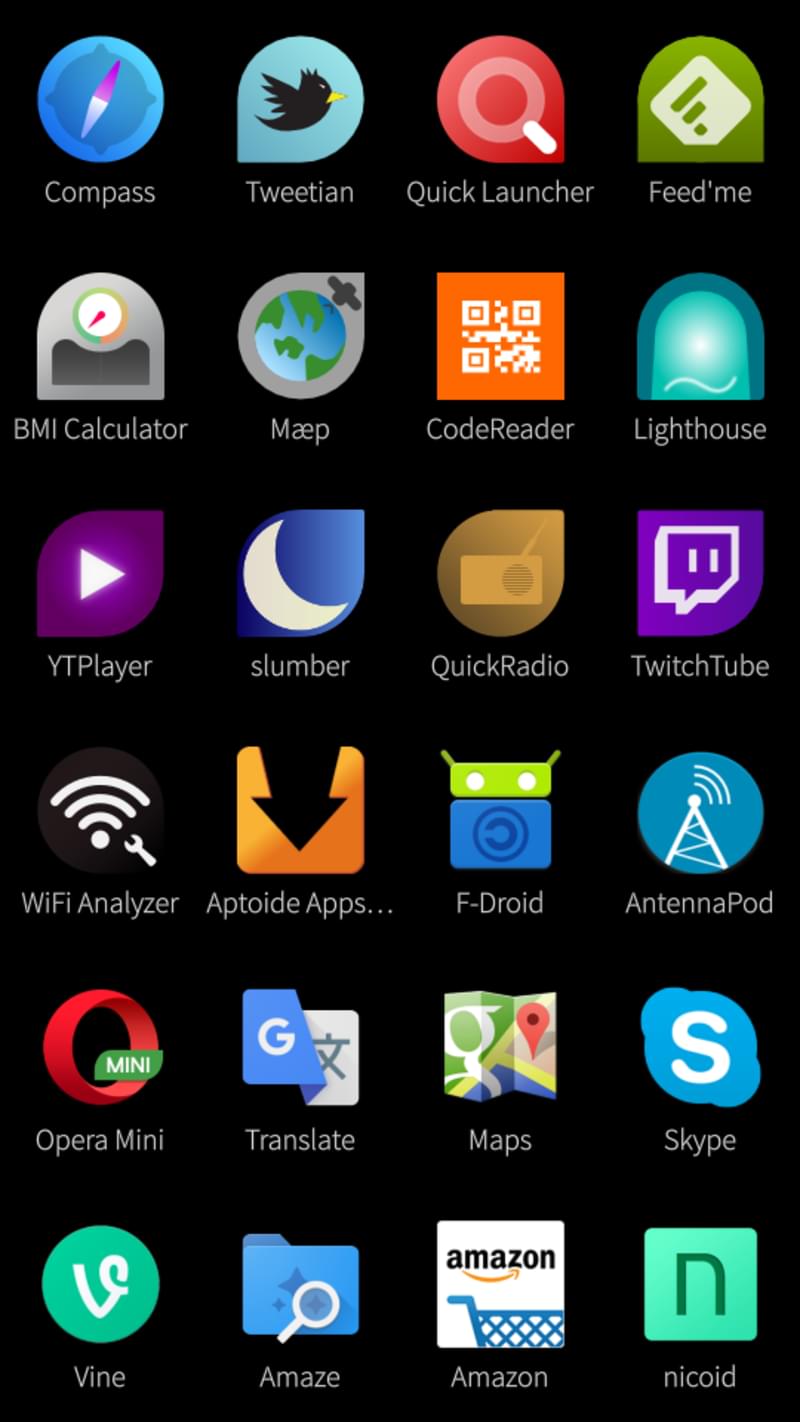 Compass
Tweetian
Quick Launcher
Feed'me
BMI Calculator
Mæp
CodeReader
Lighthouse
YTPlayer
slumber
QuickRadio
TwitchTube
WiFi Analyzer
Aptoide Apps…
F-Droid
AntennaPod
MINI
G 文
g
S
Opera Mini
Translate
Maps
Skype
amazon
n
Vine
Amaze
Amazon
nicoid